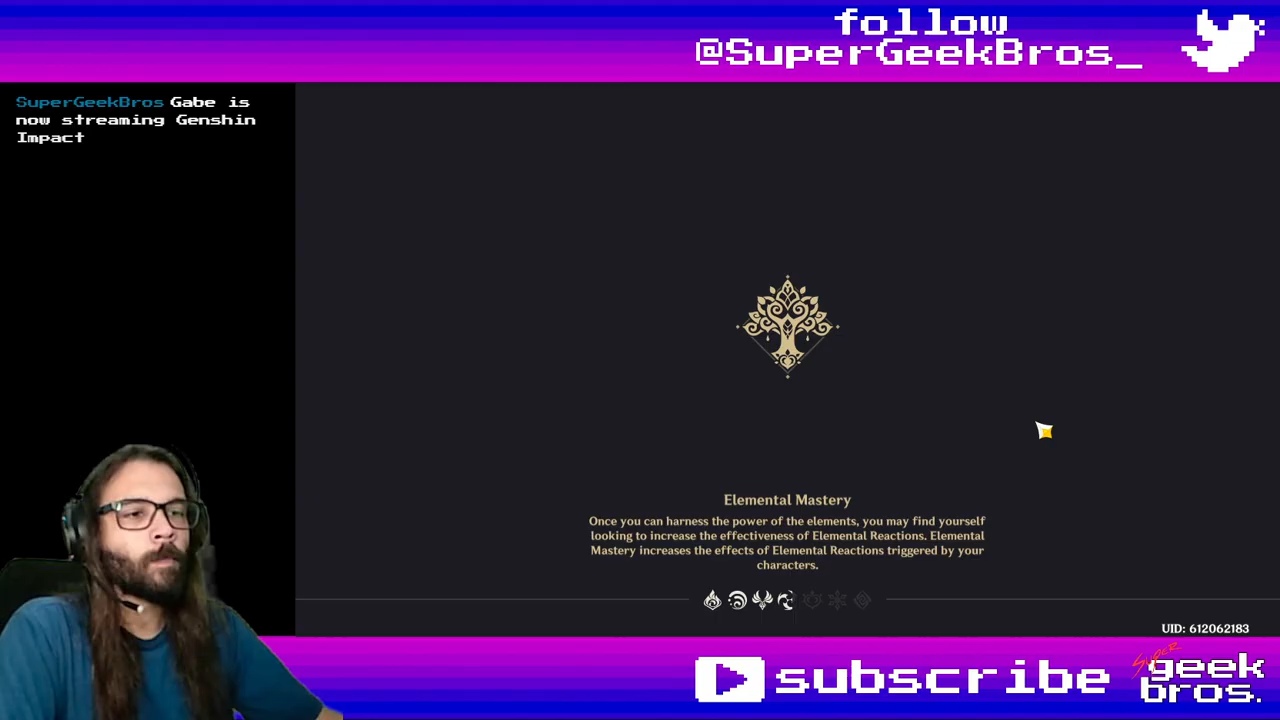 follow
@SuperGeekBros_
SuperGeekBros Gabe is
now streaming Genshin
Impact
Elemental Mastery
Once you can harness the power of the elements, you may find yourself
looking to increase the effectiveness of Elemental Reactions. Elemental
Mastery increases the effects of Elemental Reactions triggered by your
characters.
UID: 612062183
subscribe
super
geek
bros.